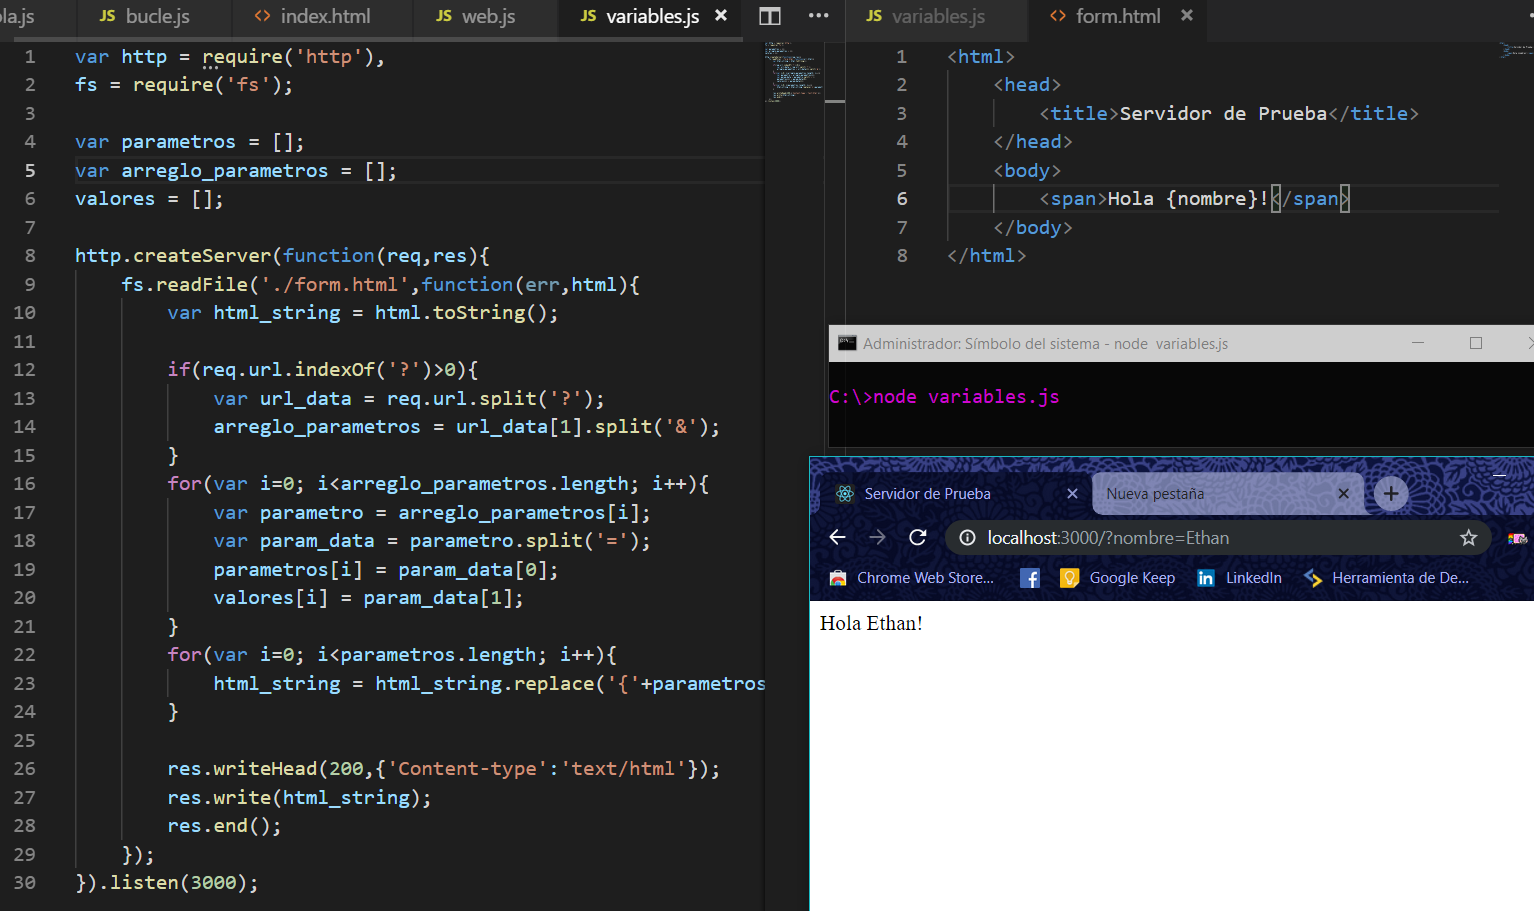 la.js
JS bucle.js
<> index.html
JS web.js
JS variables.js ×
1 var http = require('http'),
2 fs = require('fs');
3
4 var parametros = [];
5 var arreglo_parametros = [];
6 valores = [];
7
8 http.createServer(function(req,res){
9 fs.readFile('./form.html',function(err,html){
10 var html_string = html.toString();
11
12 if(req.url.indexOf('?')>0){
13 var url_data = req.url.split('?');
14 arreglo_parametros = url_data[1].split('&');
15 }
16 for(var i=0; i<arreglo_parametros.length; i++){
17 var parametro = arreglo_parametros[i];
18 var param_data = parametro.split('=');
19 parametros[i] = param_data[0];
20 valores[i] = param_data[1];
21 }
22 for(var i=0; i<parametros.length; i++){
23 html_string = html_string.replace('{'+parametros
24 }
25
26 res.writeHead(200,{'Content-type':'text/html'});
27 res.write(html_string);
28 res.end();
29 });
30 }).listen(3000);
JS variables.js
<> form.html ×
1 <html>
2 <head>
3 <title>Servidor de Prueba</title>
4 </head>
5 <body>
6 <span>Hola {nombre}!</span>
7 </body>
8 </html>
Administrador: Símbolo del sistema - node variables.js
C:\>node variables.js
Servidor de Prueba
Nueva pestaña
localhost:3000/?nombre=Ethan
Chrome Web Store...
Google Keep
LinkedIn
Herramienta de De...
Hola Ethan!